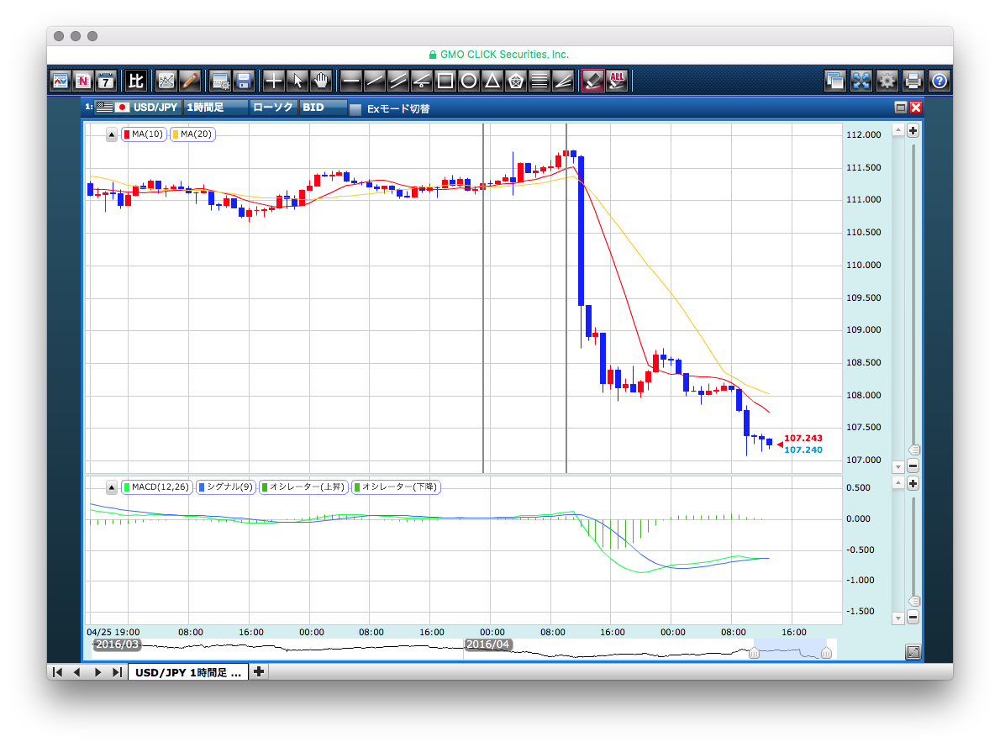 GMO CLICK Securities, Inc.
N 7 比 ALL ?
1: USD/JPY 1時間足 ローソク BID Exモード切替
▲ MA(10) MA(20)
112.000
111.500
111.000
110.500
110.000
109.500
109.000
108.500
108.000
107.500
107.000
107.243
107.240
▲ MACD(12,26) シグナル(9) オシレーター(上昇) オシレーター(下降)
0.500
0.000
-0.500
-1.000
-1.500
04/25 19:00 08:00 16:00 00:00 08:00 16:00 00:00 08:00 16:00 00:00 08:00 16:00
2016/03 2016/04
USD/JPY 1時間足 ...